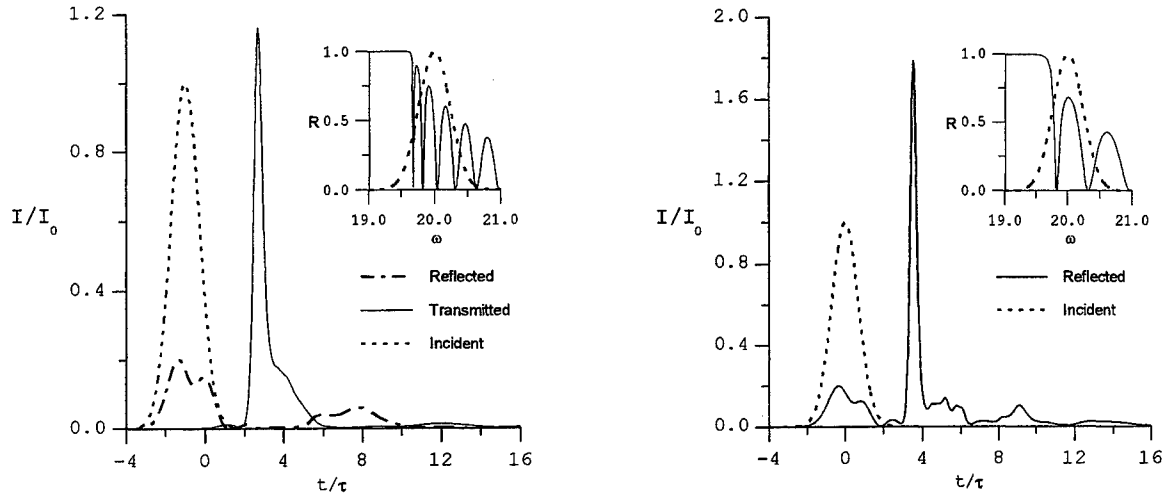 1.2
0.8
I/I0
0.4
0.0
-4 0 4 8 12 16
t/τ
1.0
R 0.5
0.0
19.0 20.0 21.0
ω
Reflected
Transmitted
Incident
2.0
1.6
1.2
I/I0
0.8
0.4
0.0
-4 0 4 8 12 16
t/τ
1.0
R 0.5
0.0
19.0 20.0 21.0
ω
Reflected
Incident